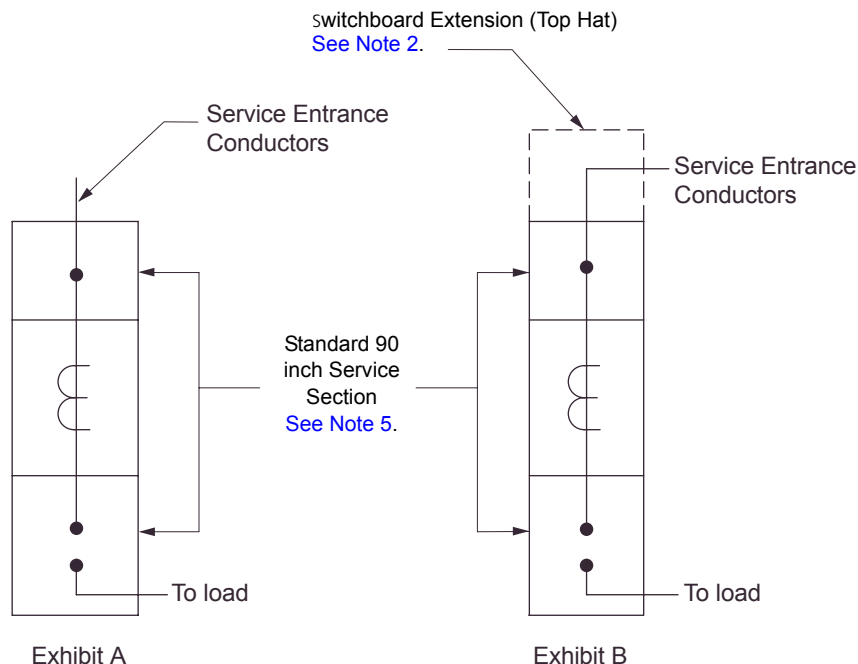 Switchboard Extension (Top Hat)
See Note 2.
Service Entrance
Conductors
Service Entrance
Conductors
Standard 90
inch Service
Section
See Note 5.
To load
To load
Exhibit A
Exhibit B